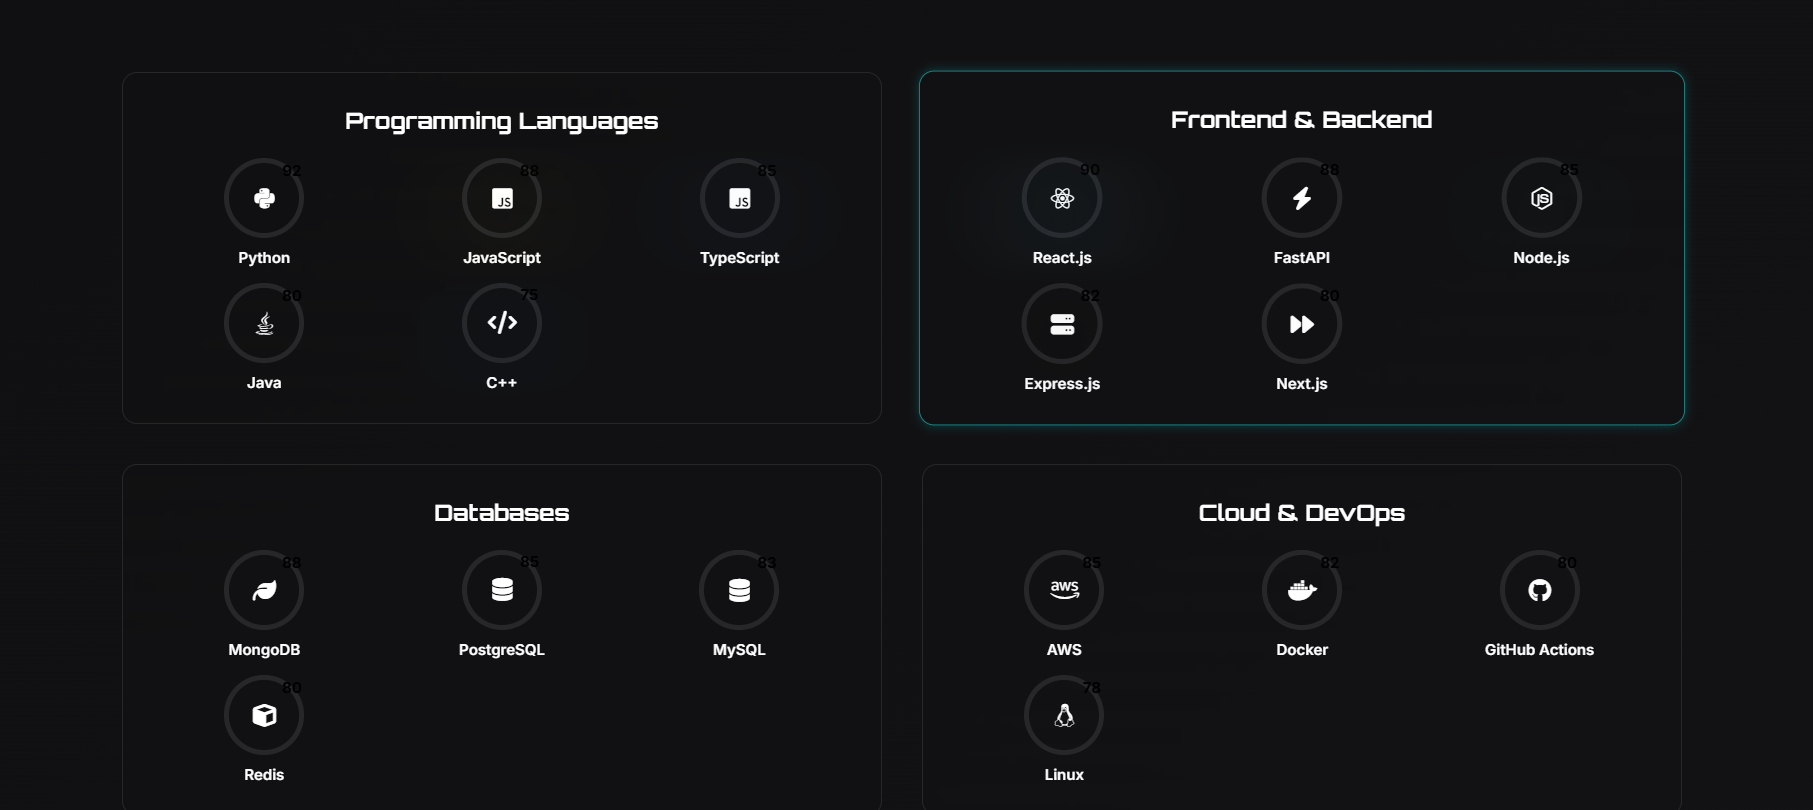 Programming Languages
92
88
JS
85
JS
Python
JavaScript
TypeScript
80
75
</>
Java
C++
Frontend & Backend
90
88
85
JS
React.js
FastAPI
Node.js
82
80
Express.js
Next.js
Databases
88
85
83
MongoDB
PostgreSQL
MySQL
80
Redis
Cloud & DevOps
85
82
80
aws
AWS
Docker
GitHub Actions
78
Linux